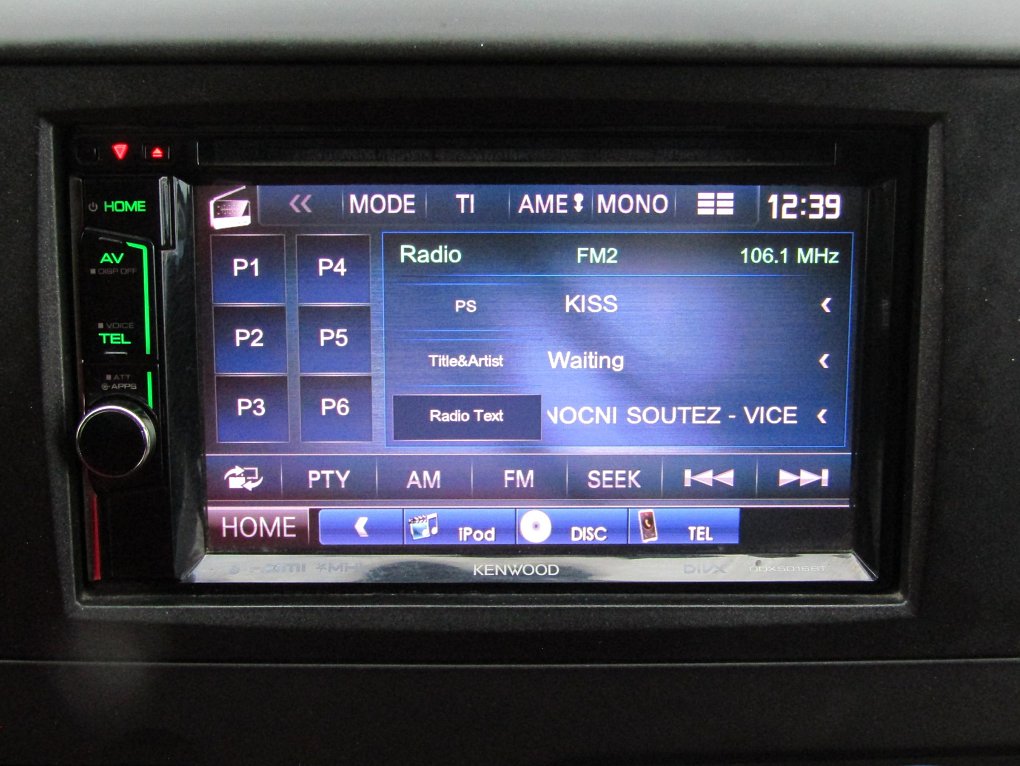 HOME
AV
DISP OFF
VOICE
TEL
ATT
APPS
MODE TI AME MONO 12:39
P1 P4
P2 P5
P3 P6
Radio FM2 106.1 MHz
PS KISS
Title&Artist Waiting
Radio Text NOCNI SOUTEZ - VICE
PTY AM FM SEEK
HOME iPod DISC TEL
KENWOOD DivX